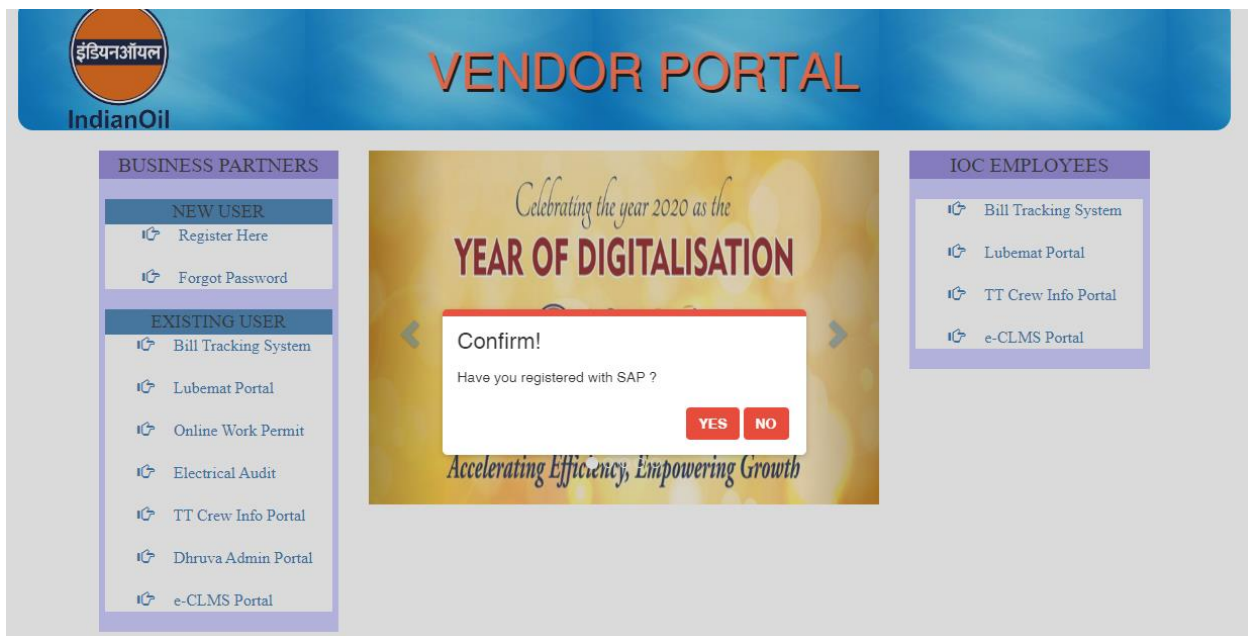 इंडियनऑयल
IndianOil
VENDOR PORTAL
BUSINESS PARTNERS
NEW USER
Register Here
Forgot Password
EXISTING USER
Bill Tracking System
Lubemat Portal
Online Work Permit
Electrical Audit
TT Crew Info Portal
Dhruva Admin Portal
e-CLMS Portal
Celebrating the year 2020 as the
YEAR OF DIGITALISATION
Confirm!
Have you registered with SAP ?
YES NO
Accelerating Efficiency, Empowering Growth
IOC EMPLOYEES
Bill Tracking System
Lubemat Portal
TT Crew Info Portal
e-CLMS Portal